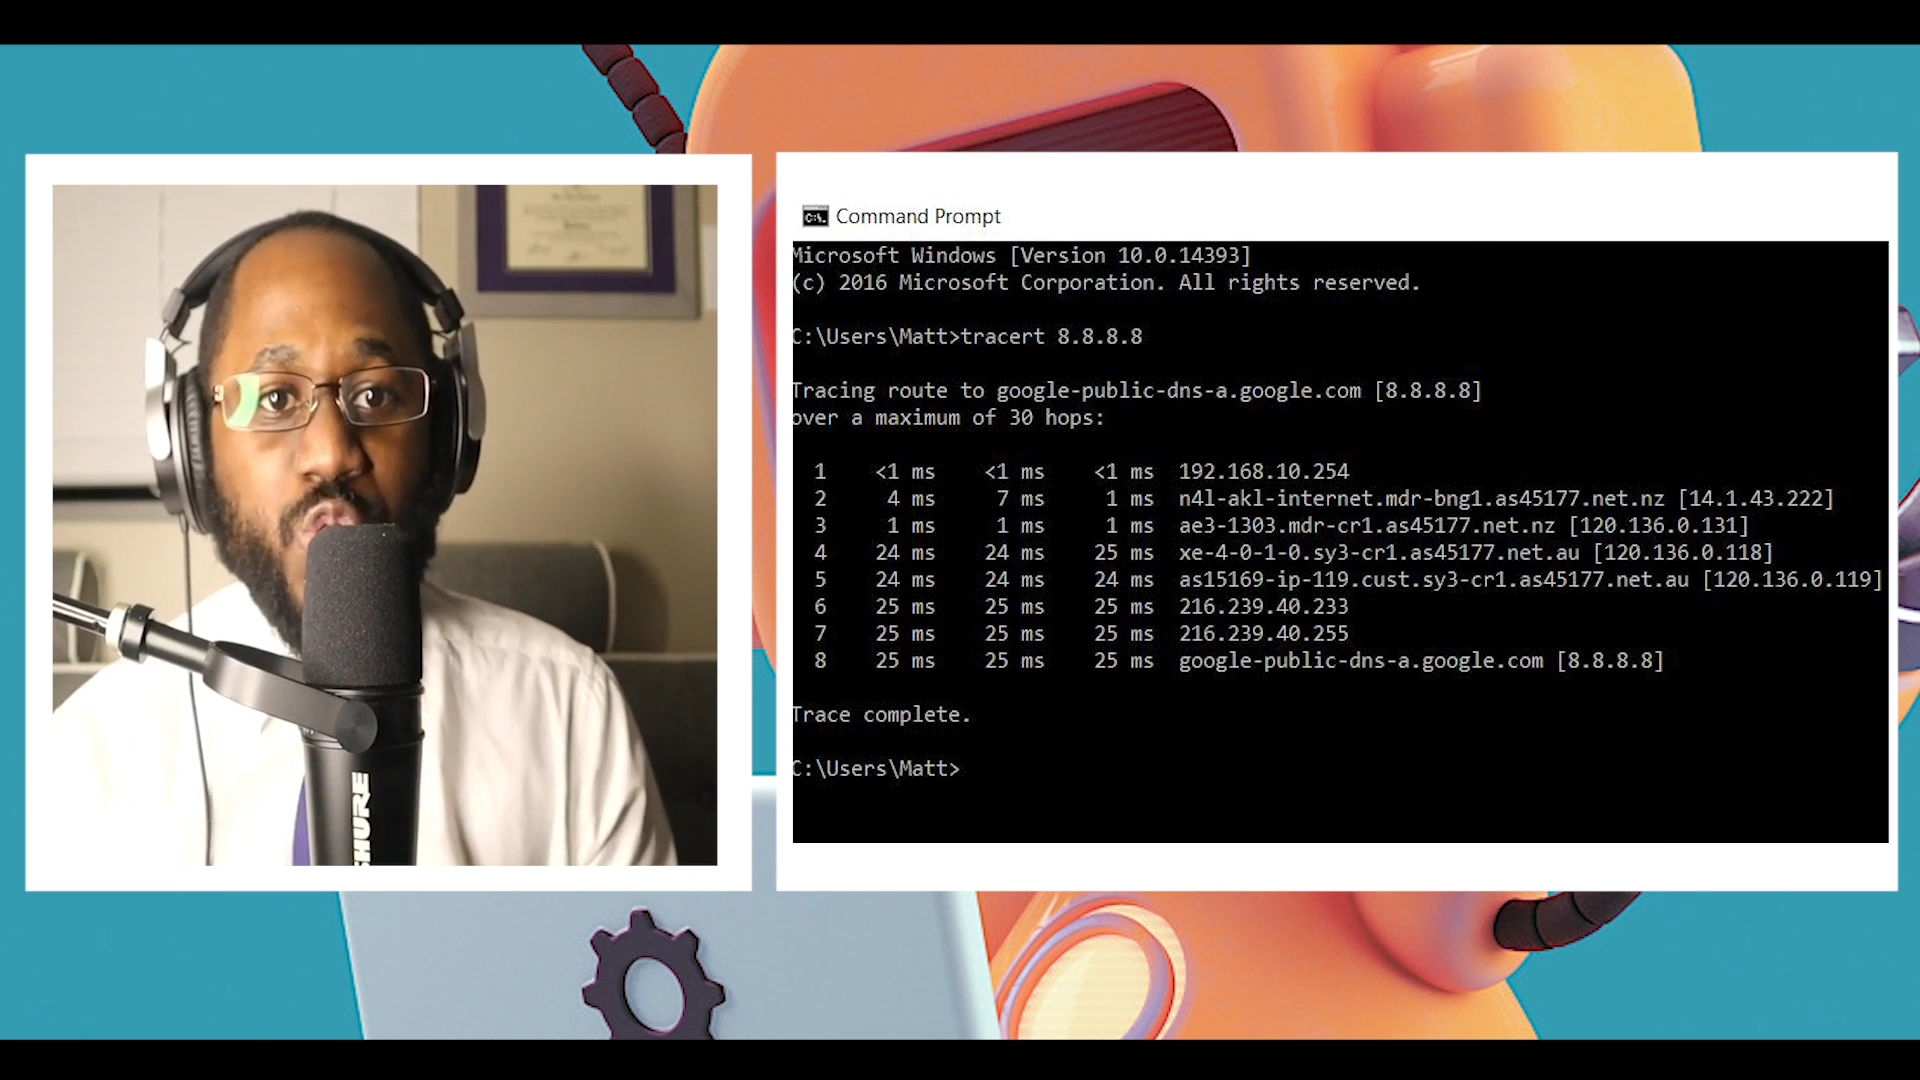 SHURE
Command Prompt
Microsoft Windows [Version 10.0.14393]
(c) 2016 Microsoft Corporation. All rights reserved.
C:\Users\Matt>tracert 8.8.8.8
Tracing route to google-public-dns-a.google.com [8.8.8.8]
over a maximum of 30 hops:
1 <1 ms <1 ms <1 ms 192.168.10.254
2 4 ms 7 ms 1 ms n4l-akl-internet.mdr-bng1.as45177.net.nz [14.1.43.222]
3 1 ms 1 ms 1 ms ae3-1303.mdr-cr1.as45177.net.nz [120.136.0.131]
4 24 ms 24 ms 25 ms xe-4-0-1-0.sy3-cr1.as45177.net.au [120.136.0.118]
5 24 ms 24 ms 24 ms as15169-ip-119.cust.sy3-cr1.as45177.net.au [120.136.0.119]
6 25 ms 25 ms 25 ms 216.239.40.233
7 25 ms 25 ms 25 ms 216.239.40.255
8 25 ms 25 ms 25 ms google-public-dns-a.google.com [8.8.8.8]
Trace complete.
C:\Users\Matt>